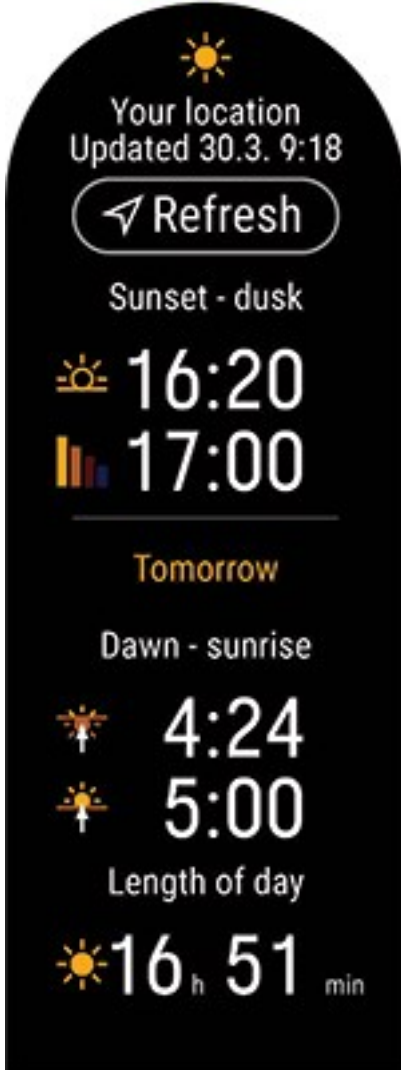 Your location
Updated 30.3. 9:18
Refresh
Sunset - dusk
16:20
17:00
Tomorrow
Dawn - sunrise
4:24
5:00
Length of day
16 h 51 min